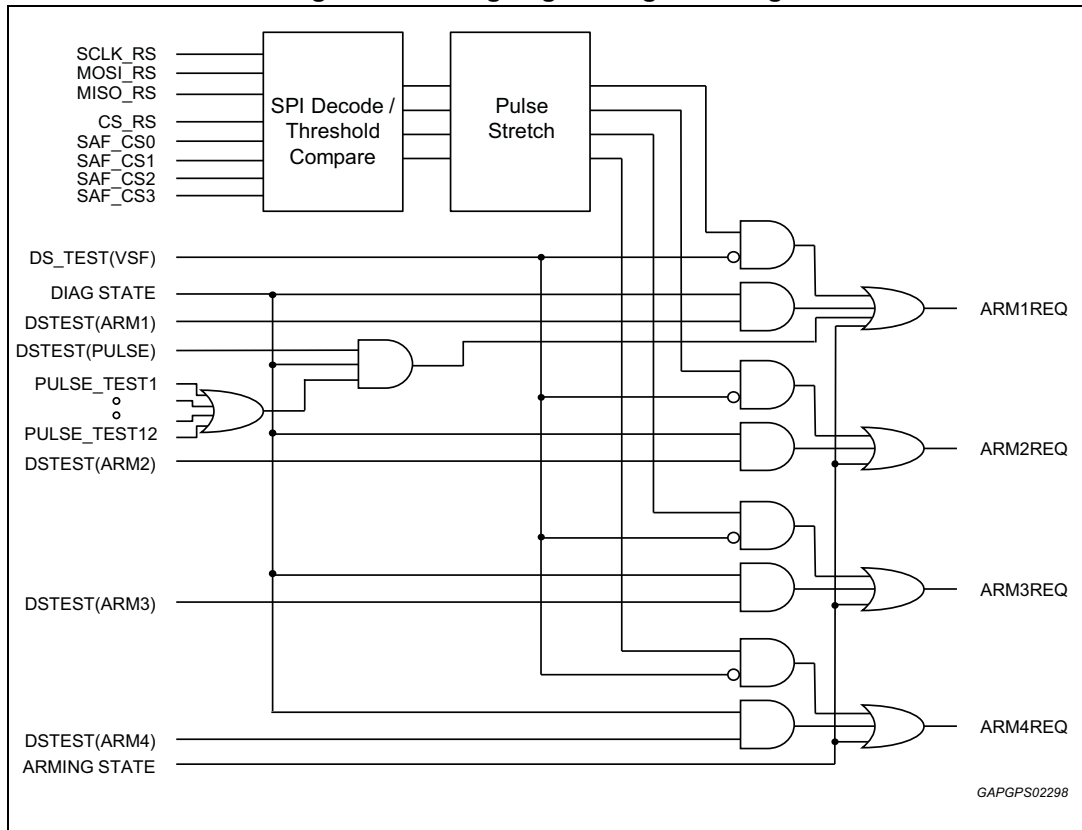 SCLK_RS
MOSI_RS
MISO_RS
CS_RS
SAF_CS0
SAF_CS1
SAF_CS2
SAF_CS3
SPI Decode /
Threshold
Compare
Pulse
Stretch
DS_TEST(VSF)
DIAG STATE
DSTEST(ARM1)
DSTEST(PULSE)
PULSE_TEST1
PULSE_TEST12
DSTEST(ARM2)
DSTEST(ARM3)
DSTEST(ARM4)
ARMING STATE
ARM1REQ
ARM2REQ
ARM3REQ
ARM4REQ
GAPGPS02298